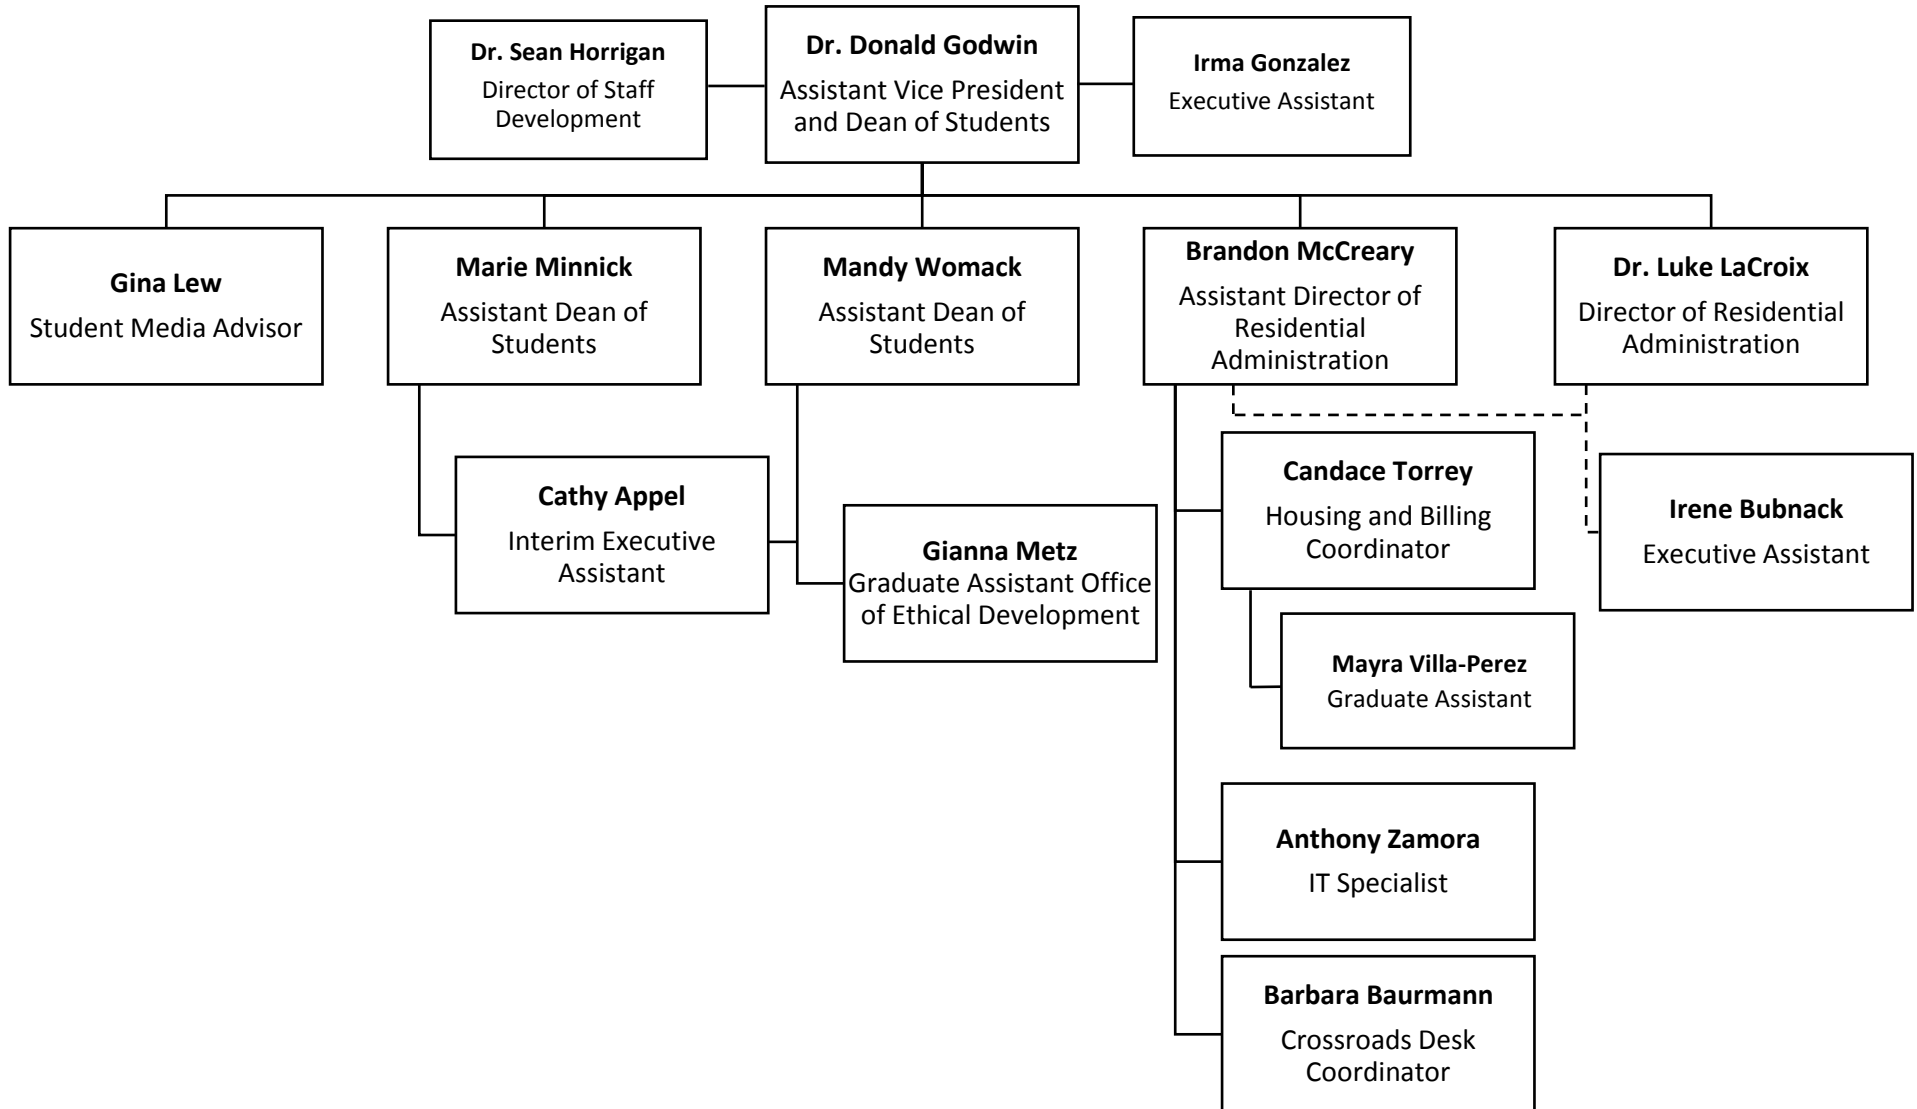 Dr. Sean Horrigan
Director of Staff
Development
Dr. Donald Godwin
Assistant Vice President
and Dean of Students
Irma Gonzalez
Executive Assistant
Gina Lew
Student Media Advisor
Marie Minnick
Assistant Dean of
Students
Mandy Womack
Assistant Dean of
Students
Brandon McCreary
Assistant Director of
Residential
Administration
Dr. Luke LaCroix
Director of Residential
Administration
Cathy Appel
Interim Executive
Assistant
Gianna Metz
Graduate Assistant Office
of Ethical Development
Candace Torrey
Housing and Billing
Coordinator
Irene Bubnack
Executive Assistant
Mayra Villa-Perez
Graduate Assistant
Anthony Zamora
IT Specialist
Barbara Baurmann
Crossroads Desk
Coordinator